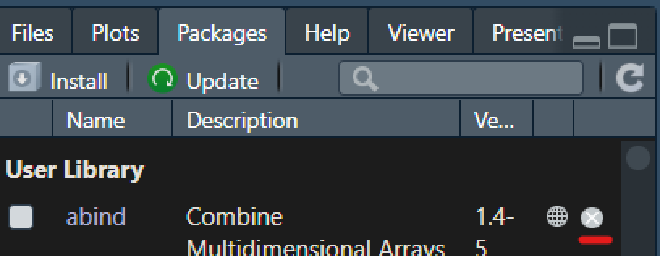 Files Plots Packages Help Viewer Present
Install Update
Name Description Ve...
User Library
abind Combine 1.4-
Multidimensional Arrays 5